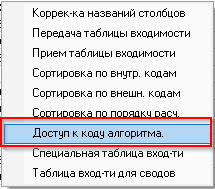 Коррек-ка названий столбцов
Передача таблицы входимости
Прием таблицы входимости
Сортировка по внутр. кодам
Сортировка по внешн. кодам
Сортировка по порядку расч.
Доступ к коду алгоритма.
Специальная таблица вход-ти
Таблица вход-ти для сводов